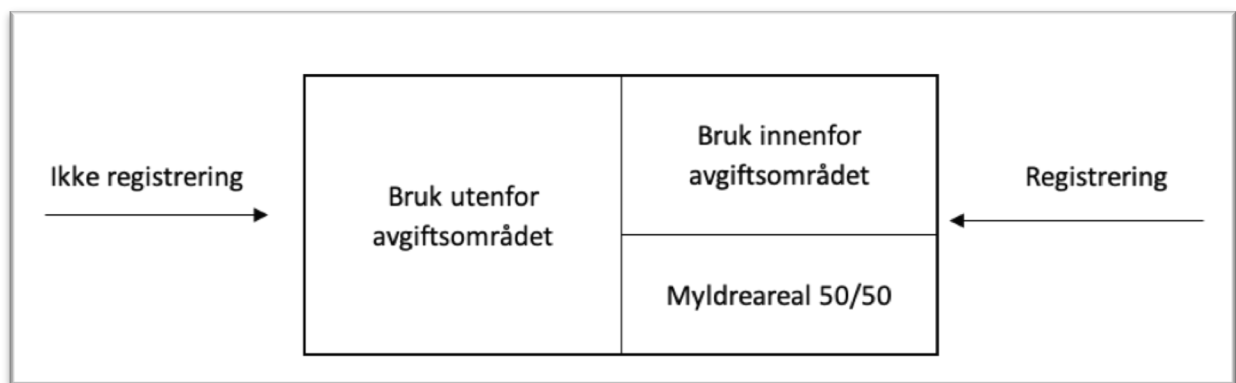 Ikke registrering
Bruk utenfor
avgiftsområdet
Bruk innenfor
avgiftsområdet
Myldreareal 50/50
Registrering